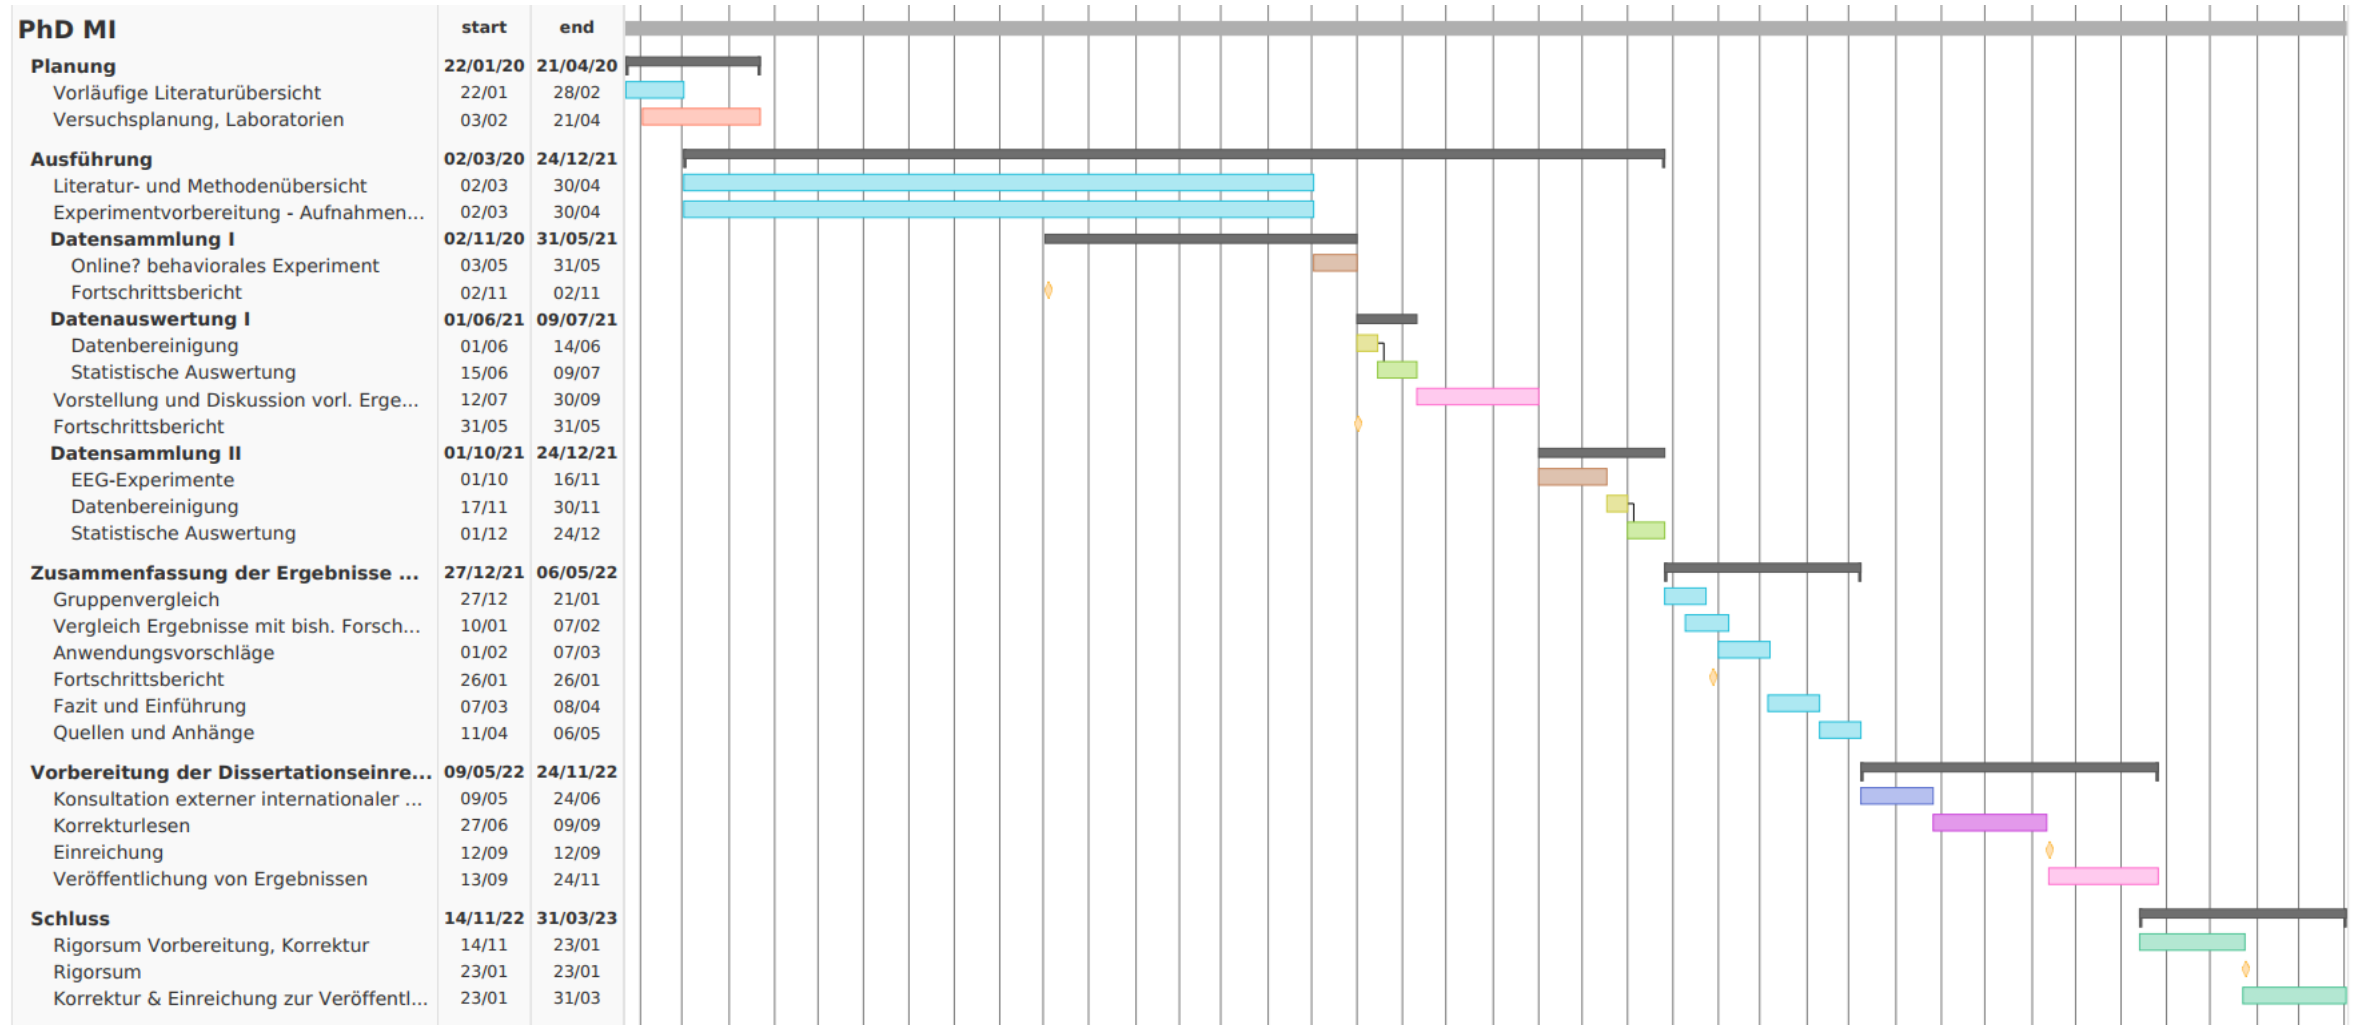 PhD MI start end
Planung 22/01/20 21/04/20
Vorläufige Literaturübersicht 22/01 28/02
Versuchsplanung, Laboratorien 03/02 21/04
Ausführung 02/03/20 24/12/21
Literatur- und Methodenübersicht 02/03 30/04
Experimentvorbereitung - Aufnahmen... 02/03 30/04
Datensammlung I 02/11/20 31/05/21
Online? behaviorales Experiment 03/05 31/05
Fortschrittsbericht 02/11 02/11
Datenauswertung I 01/06/21 09/07/21
Datenbereinigung 01/06 14/06
Statistische Auswertung 15/06 09/07
Vorstellung und Diskussion vorl. Erge... 12/07 30/09
Fortschrittsbericht 31/05 31/05
Datensammlung II 01/10/21 24/12/21
EEG-Experimente 01/10 16/11
Datenbereinigung 17/11 30/11
Statistische Auswertung 01/12 24/12
Zusammenfassung der Ergebnisse ... 27/12/21 06/05/22
Gruppenvergleich 27/12 21/01
Vergleich Ergebnisse mit bish. Forsch... 10/01 07/02
Anwendungsvorschläge 01/02 07/03
Fortschrittsbericht 26/01 26/01
Fazit und Einführung 07/03 08/04
Quellen und Anhänge 11/04 06/05
Vorbereitung der Dissertationseinre... 09/05/22 24/11/22
Konsultation externer internationaler ... 09/05 24/06
Korrekturlesen 27/06 09/09
Einreichung 12/09 12/09
Veröffentlichung von Ergebnissen 13/09 24/11
Schluss 14/11/22 31/03/23
Rigorsum Vorbereitung, Korrektur 14/11 23/01
Rigorsum 23/01 23/01
Korrektur & Einreichung zur Veröffentl... 23/01 31/03